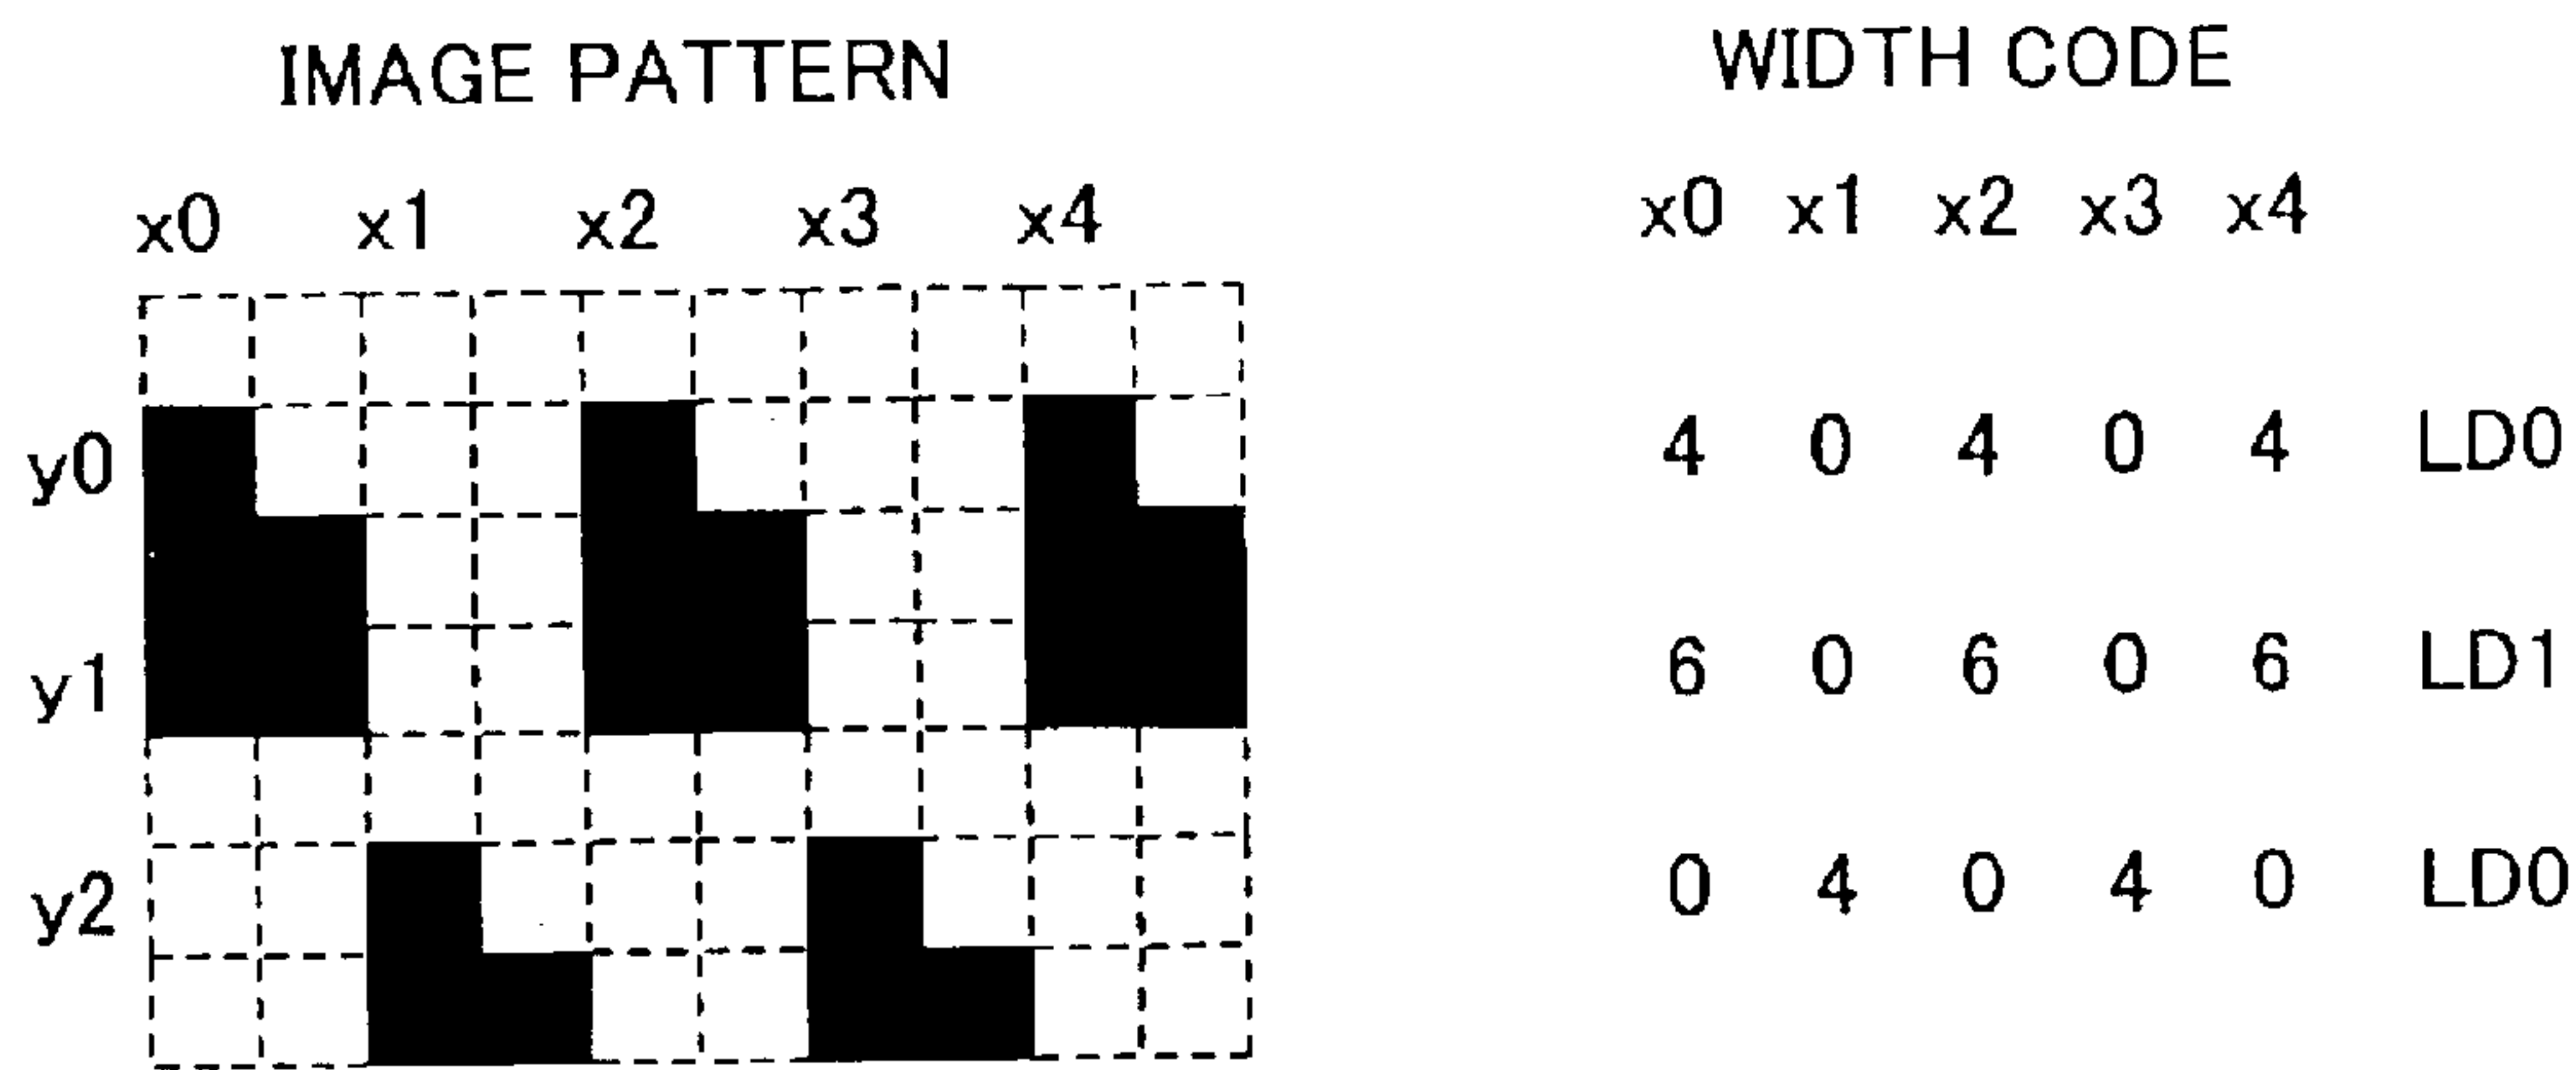 IMAGE PATTERN WIDTH CODE
x0 x1 x2 x3 x4 x0 x1 x2 x3 x4
y0 4 0 4 0 4 LD0
y1 6 0 6 0 6 LD1
y2 0 4 0 4 0 LD0